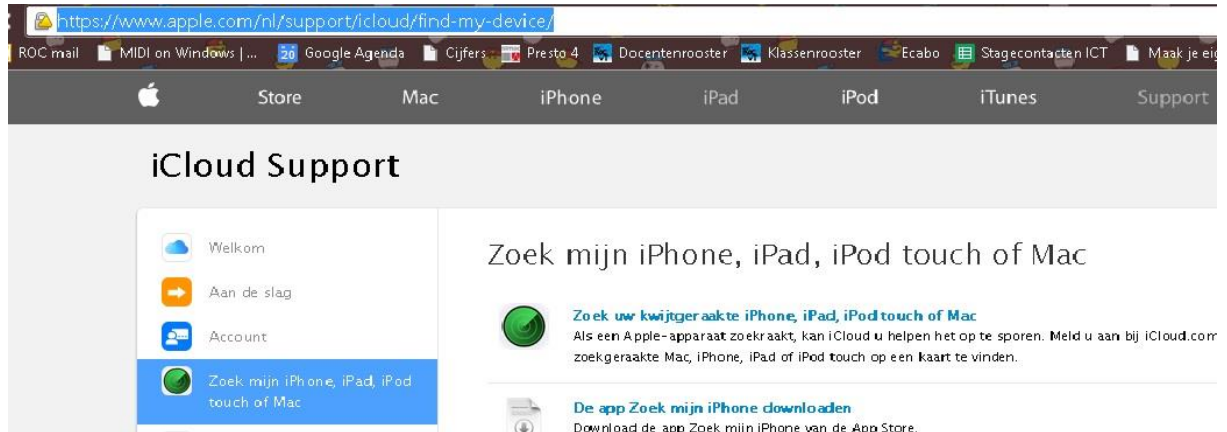 https://www.apple.com/nl/support/icloud/find-my-device/
ROC mail MIDI on Windows | ... 20 Google Agenda Cijfers Presto 4 Docentenrooster Klassenrooster Ecabo Stagecontacten ICT Maak je eig
Store Mac iPhone iPad iPod iTunes Support
iCloud Support
Welkom
Aan de slag
Account
Zoek mijn iPhone, iPad, iPod
touch of Mac
Zoek mijn iPhone, iPad, iPod touch of Mac
Zoek uw kwijtgeraakte iPhone, iPad, iPod touch of Mac
Als een Apple-apparaat zoekraakt, kan iCloud u helpen het op te sporen. Meld u aan bij iCloud.com
zoekgeraakte Mac, iPhone, iPad of iPod touch op een kaart te vinden.
De app Zoek mijn iPhone downloaden
Download de app Zoek mijn iPhone van de App Store.